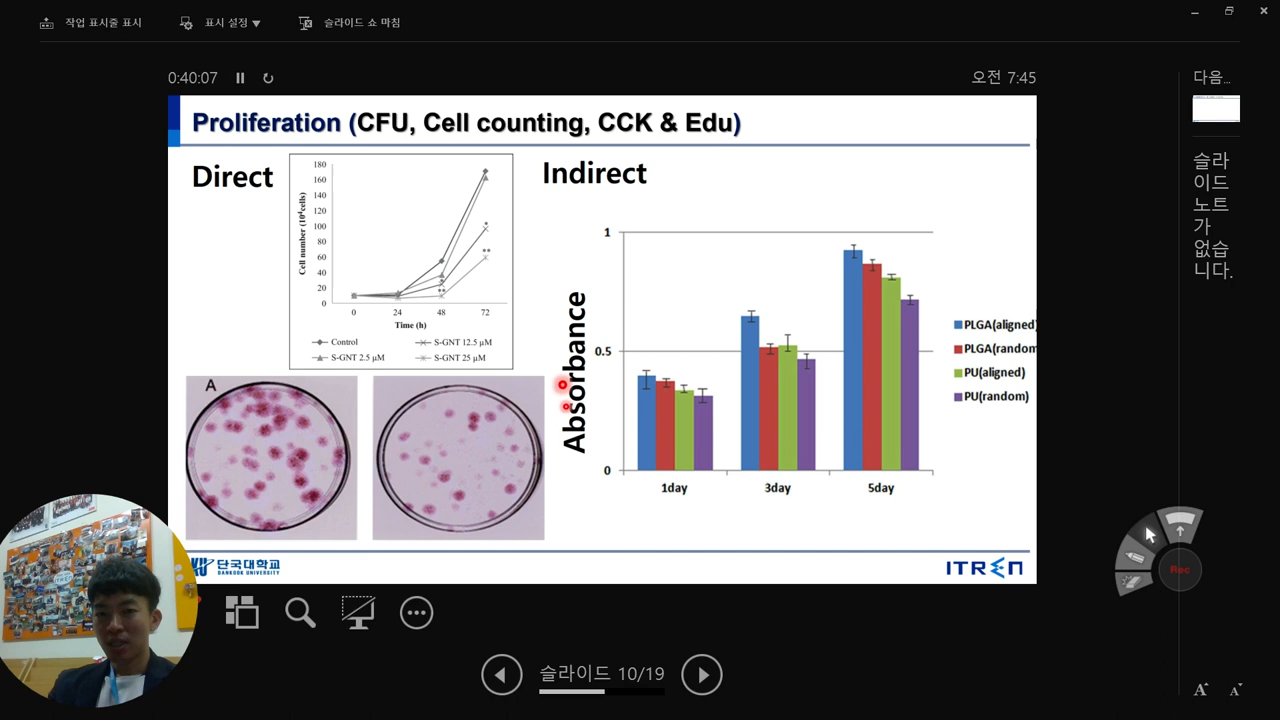 작업 표시줄 표시
표시 설정 ▼
슬라이드 쇼 마침
0:40:07
오전 7:45
다음...
Proliferation (CFU, Cell counting, CCK & Edu)
Direct
180
160
140
120
100
80
60
40
20
0
Cell number (10⁴cells)
0 24 48 72
Time (h)
*
**
*
**
Control
S-GNT 12.5 µM
S-GNT 2.5 µM
S-GNT 25 µM
A
Indirect
1
0.5
0
Absorbance
1day 3day 5day
PLGA(aligned)
PLGA(random
PU(aligned)
PU(random)
단국대학교
DANKOOK UNIVERSITY
ITREN
슬라
이드
노트
가
없습
니다.
Rec
ITREN
슬라이드 10/19
A A